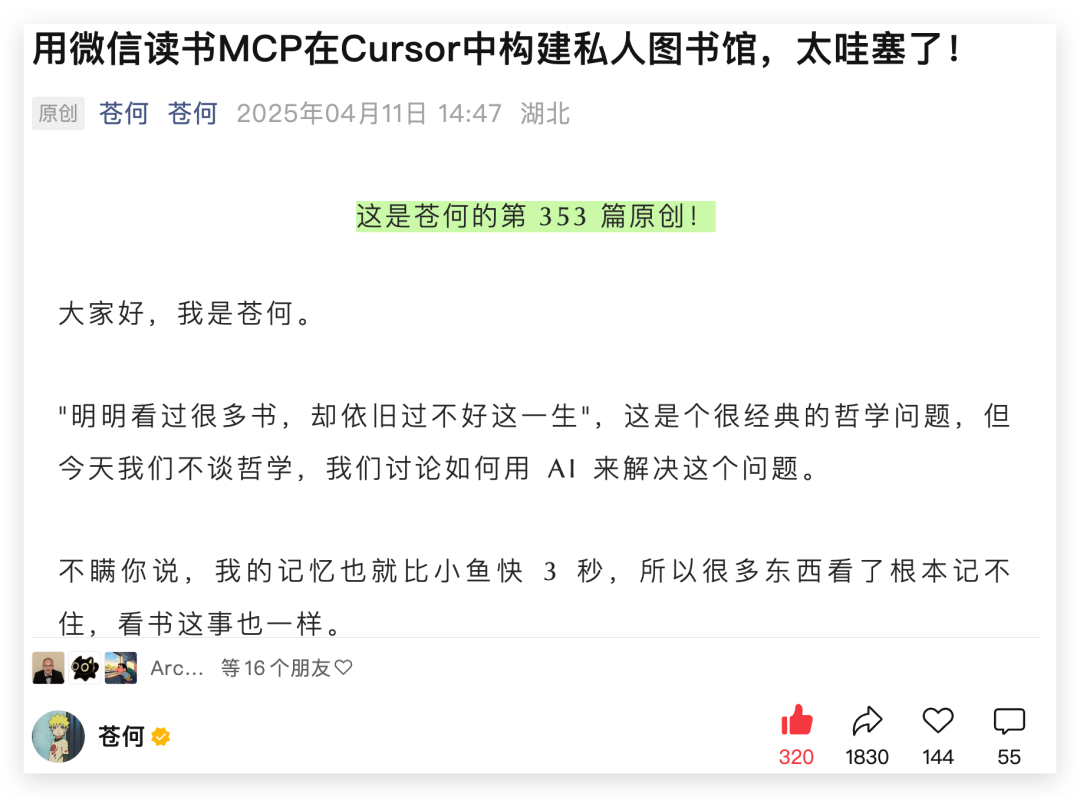 用微信读书MCP在Cursor中构建私人图书馆，太哇塞了！
原创 苍何 苍何 2025年04月11日 14:47 湖北
这是苍何的第 353 篇原创！
大家好，我是苍何。
"明明看过很多书，却依旧过不好这一生"，这是个很经典的哲学问题，但
今天我们不谈哲学，我们讨论如何用 AI 来解决这个问题。
不瞒你说，我的记忆也就比小鱼快 3 秒，所以很多东西看了根本记不
住，看书这事也一样。
Arc... 等16个朋友♡
苍何
320 1830 144 55